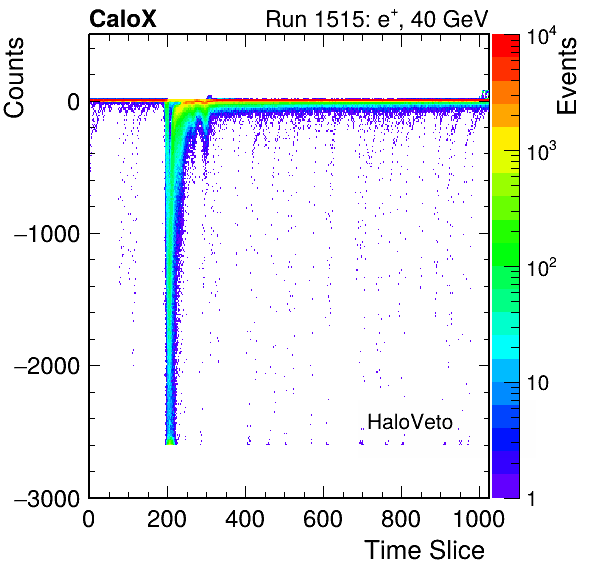 CaloX Run 1515: e⁺, 40 GeV
Counts
Events
0
−1000
−2000
−3000
0 200 400 600 800 1000
Time Slice
HaloVeto
10⁴
10³
10²
10
1